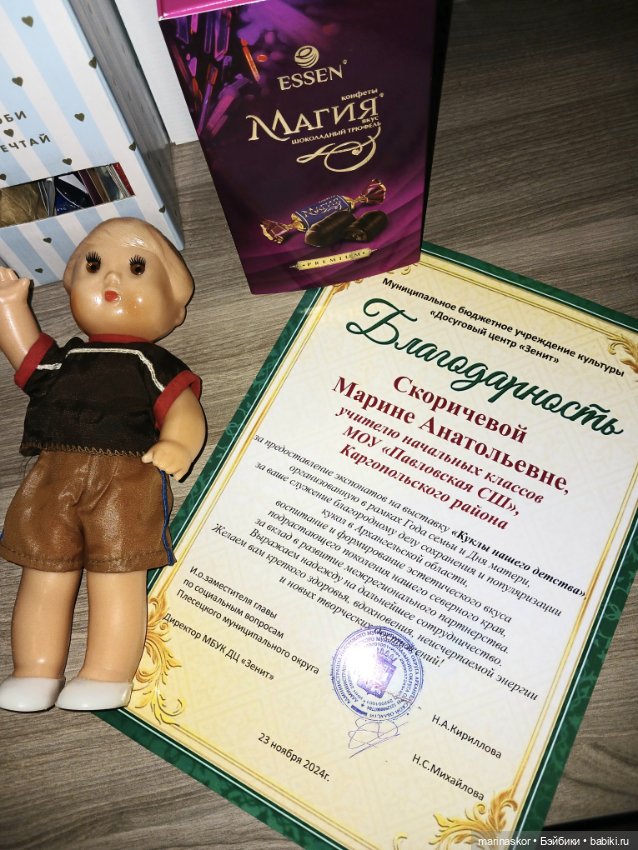 ОБИ
ЕЧТАЙ
ESSEN
конфеты
МАГИЯ
вкус
шоколадный трюфель
МАГИЯ
PREMIUM
Муниципальное бюджетное учреждение культуры
«Досуговый центр «Зенит»
Благодарность
Скоричевой
Марине Анатольевне,
учителю начальных классов
МОУ «Павловская СШ»,
Каргопольского района
за предоставление экспонатов на выставку «Куклы нашего детства»,
организованную в рамках Года семьи и Дня матери,
за ваше служение благородному делу сохранения и популяризации
кукол в Архангельской области,
воспитание и формирование эстетического вкуса
подрастающего поколения нашего северного края,
за вклад в развитие межрегионального партнерства.
Выражаем надежду на дальнейшее сотрудничество.
Желаем вам крепкого здоровья, вдохновения, неисчерпаемой энергии
и новых творческих достижений!
И.о.заместителя главы
по социальным вопросам
Плесецкого муниципального округа
Н.А.Кириллова
Директор МБУК ДЦ «Зенит»
Н.С.Михайлова
23 ноября 2024г.
marinaskor • Бэйбики • babiki.ru